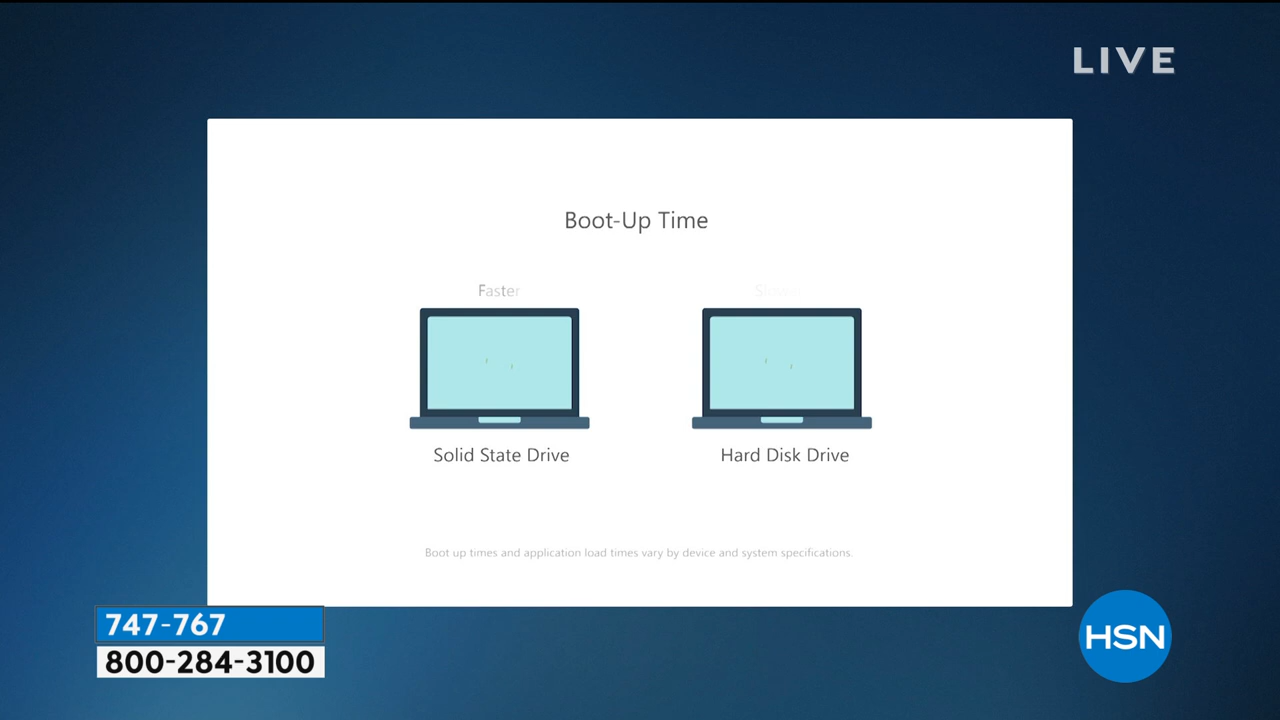 LIVE
Boot-Up Time
Faster
Slower
Solid State Drive
Hard Disk Drive
Boot up times and application load times vary by device and system specifications.
747-767
800-284-3100
HSN